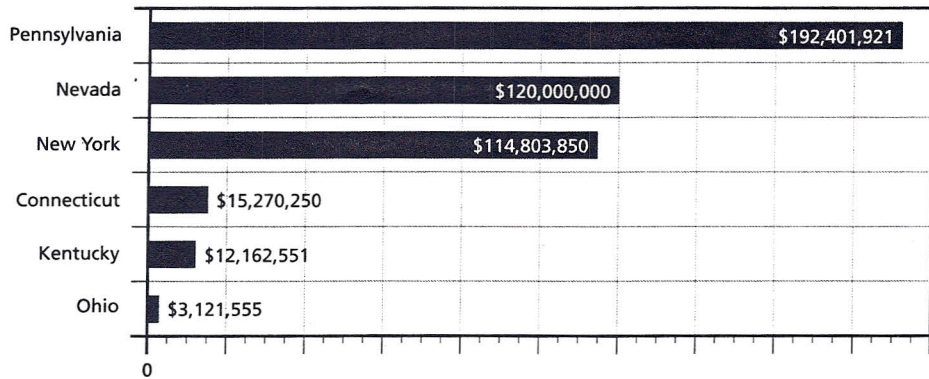 Pennsylvania $192,401,921
Nevada $120,000,000
New York $114,803,850
Connecticut $15,270,250
Kentucky $12,162,551
Ohio $3,121,555
0